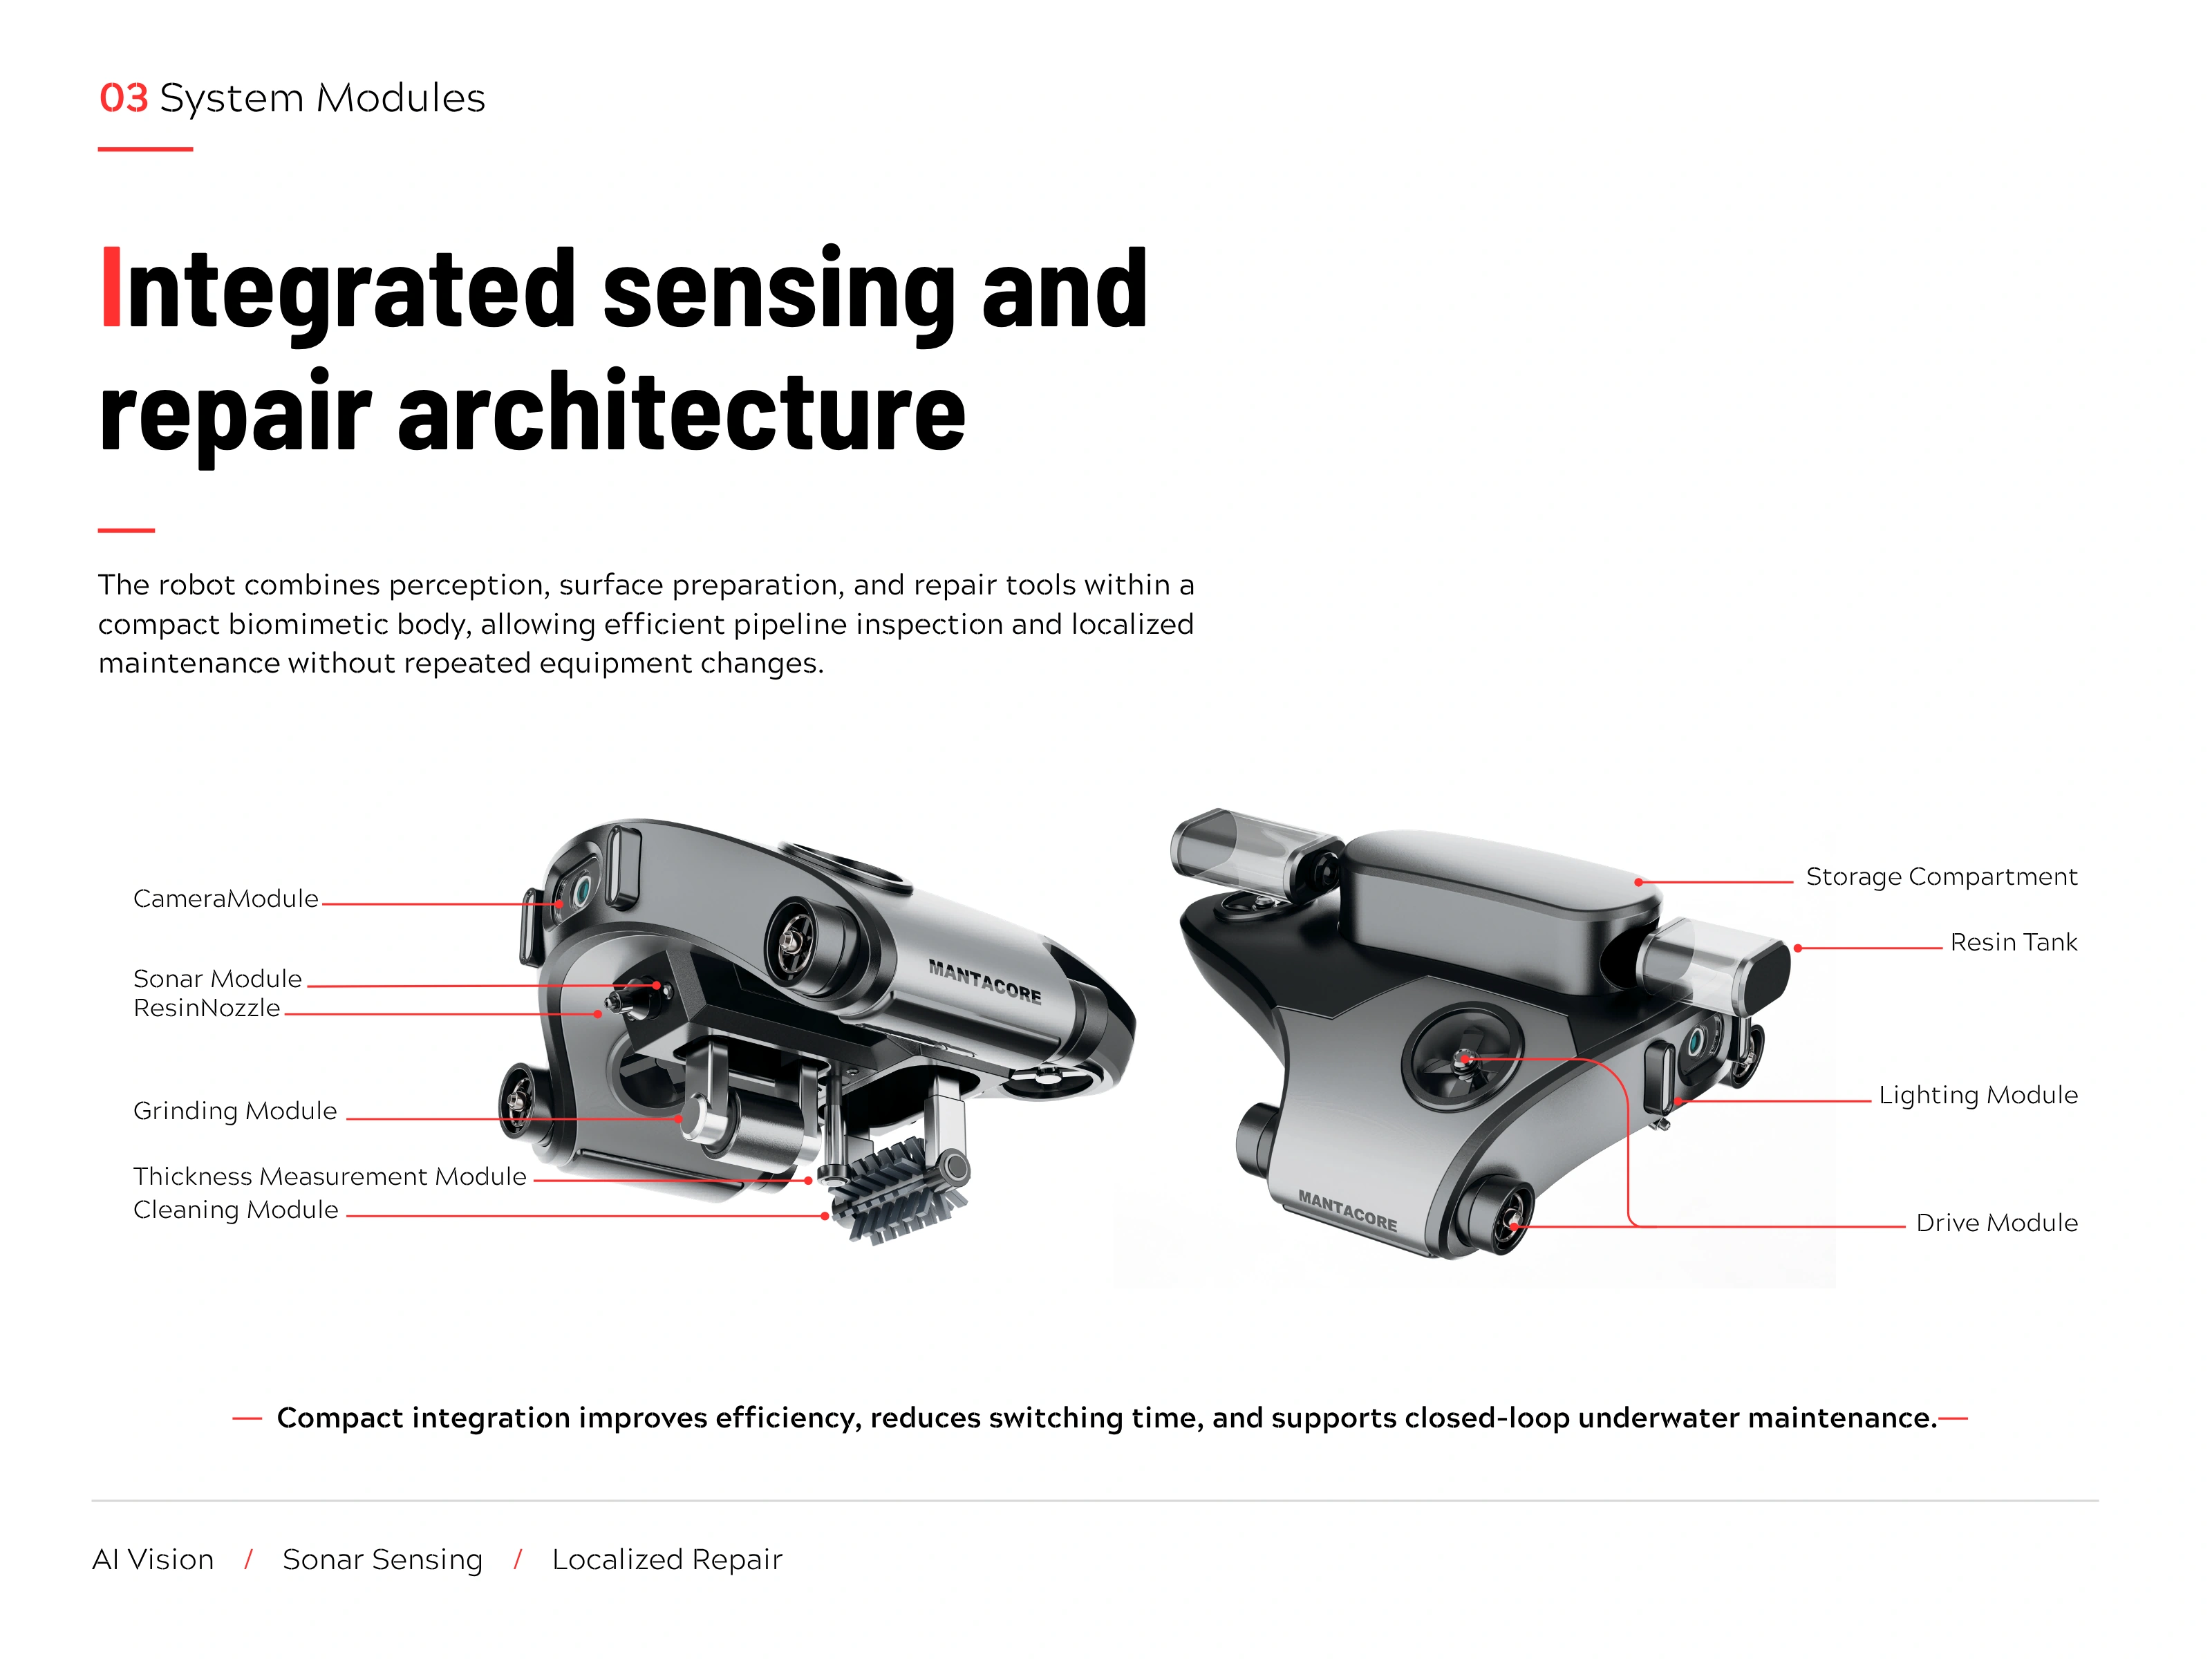 03 System Modules
Integrated sensing and
repair architecture
The robot combines perception, surface preparation, and repair tools within a
compact biomimetic body, allowing efficient pipeline inspection and localized
maintenance without repeated equipment changes.
CameraModule
Sonar Module
ResinNozzle
Grinding Module
Thickness Measurement Module
Cleaning Module
MANTACORE
MANTACORE
Storage Compartment
Resin Tank
Lighting Module
Drive Module
Compact integration improves efficiency, reduces switching time, and supports closed-loop underwater maintenance.
AI Vision / Sonar Sensing / Localized Repair